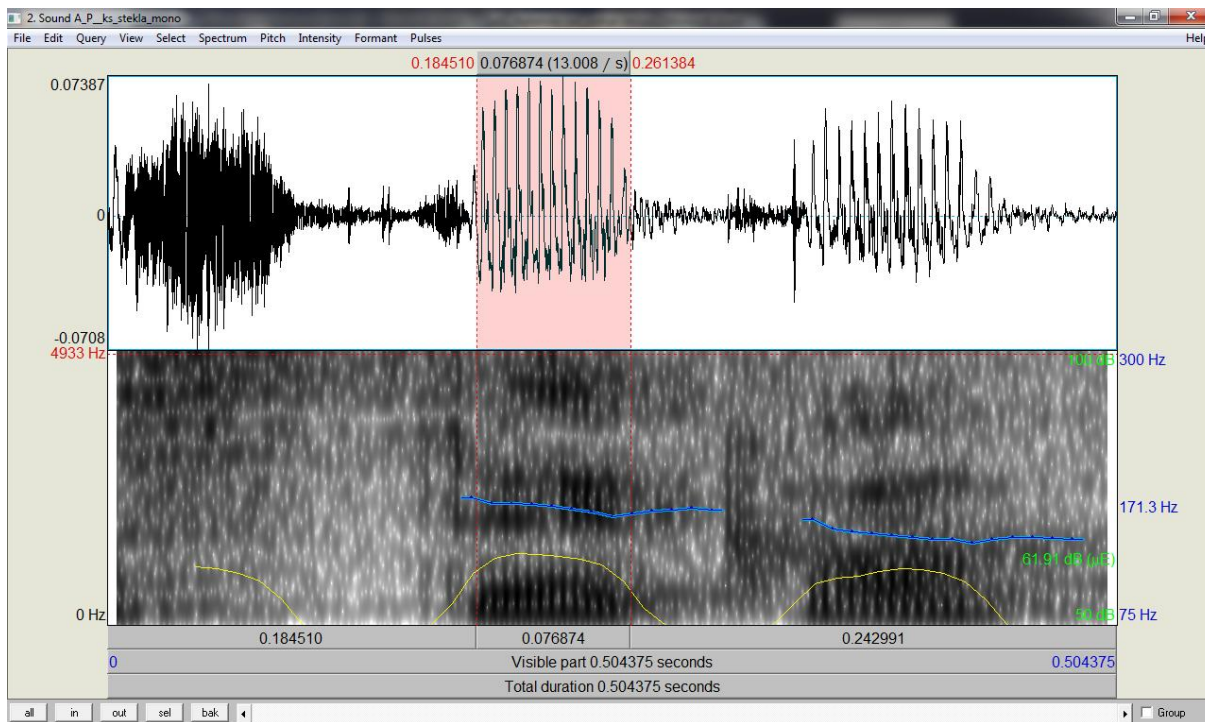 2. Sound A_P__ks_stekla_mono
File Edit Query View Select Spectrum Pitch Intensity Formant Pulses Help
0.184510 0.076874 (13.008 / s) 0.261384
0.07387
0
-0.0708
4933 Hz 100 dB 300 Hz
171.3 Hz
61.91 dB (µE)
0 Hz 50 dB 75 Hz
0.184510 0.076874 0.242991
0 Visible part 0.504375 seconds 0.504375
Total duration 0.504375 seconds
all in out sel bak Group